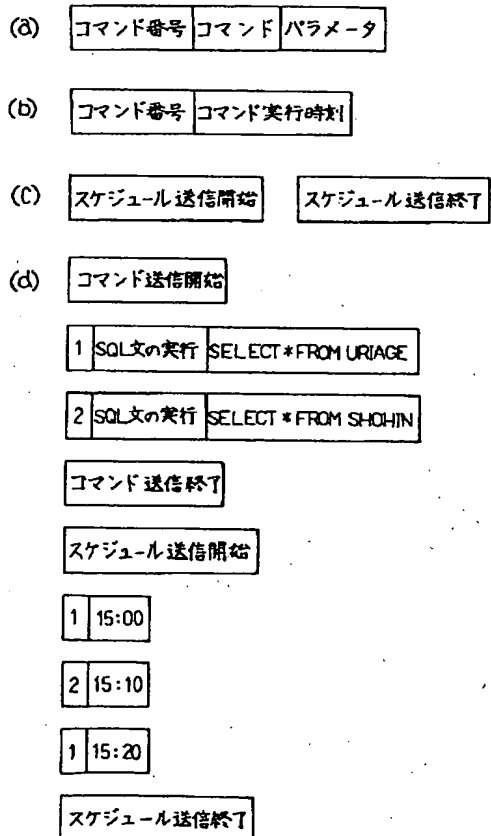 (a) コマンド番号 コマンド パラメータ
(b) コマンド番号 コマンド実行時刻
(c) スケジュール送信開始 スケジュール送信終了
(d) コマンド送信開始
1 SQL文の実行 SELECT*FROM URIAGE
2 SQL文の実行 SELECT*FROM SHOHIN
コマンド送信終了
スケジュール送信開始
1 15:00
2 15:10
1 15:20
スケジュール送信終了